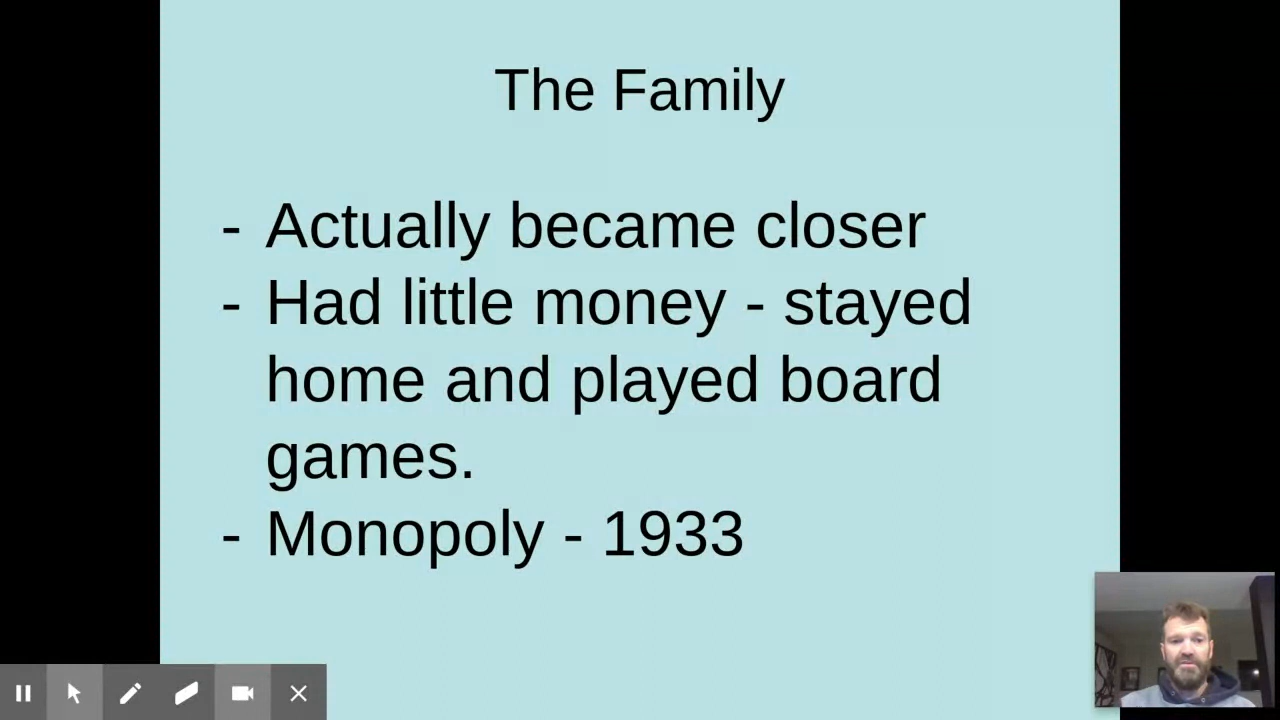 The Family
- Actually became closer
- Had little money - stayed
home and played board
games.
- Monopoly - 1933